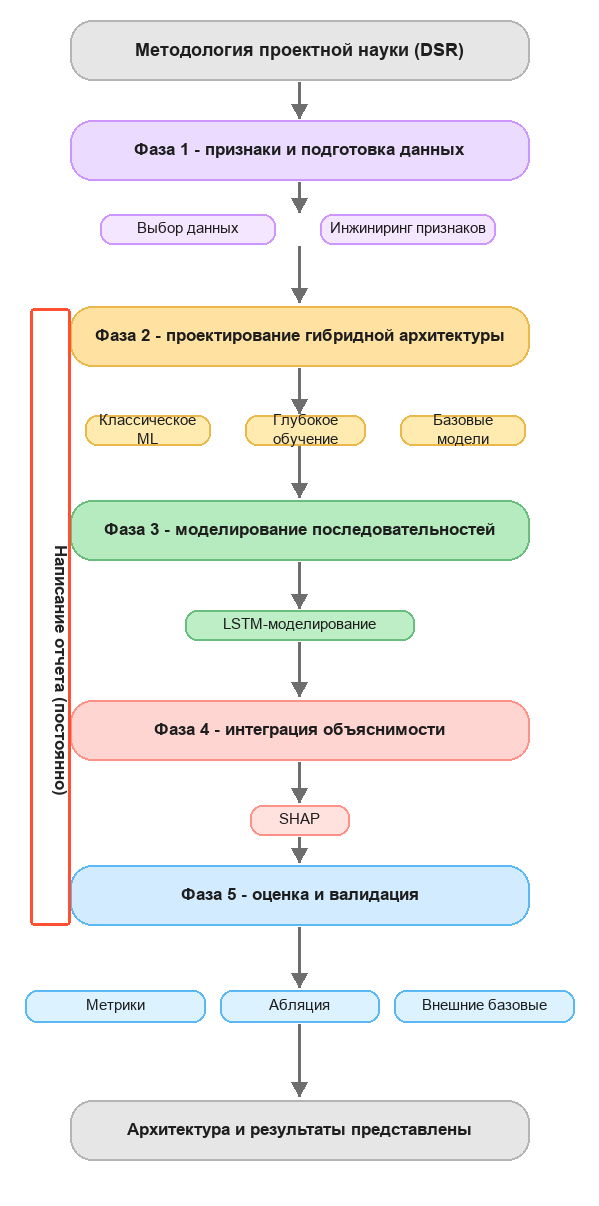 Методология проектной науки (DSR)
Фаза 1 - признаки и подготовка данных
Выбор данных
Инжиниринг признаков
Фаза 2 - проектирование гибридной архитектуры
Классическое
ML
Глубокое
обучение
Базовые
модели
Фаза 3 - моделирование последовательностей
Написание отчета (постоянно)
LSTM-моделирование
Фаза 4 - интеграция объяснимости
SHAP
Фаза 5 - оценка и валидация
Метрики
Абляция
Внешние базовые
Архитектура и результаты представлены